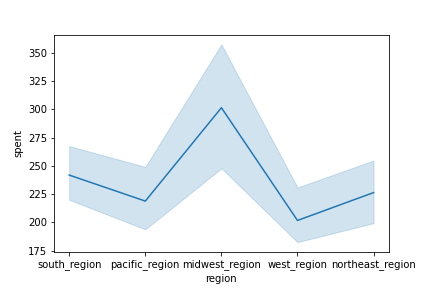 350
325
300
275
250
225
200
175
spent
south_region pacific_region midwest_region west_region northeast_region
region